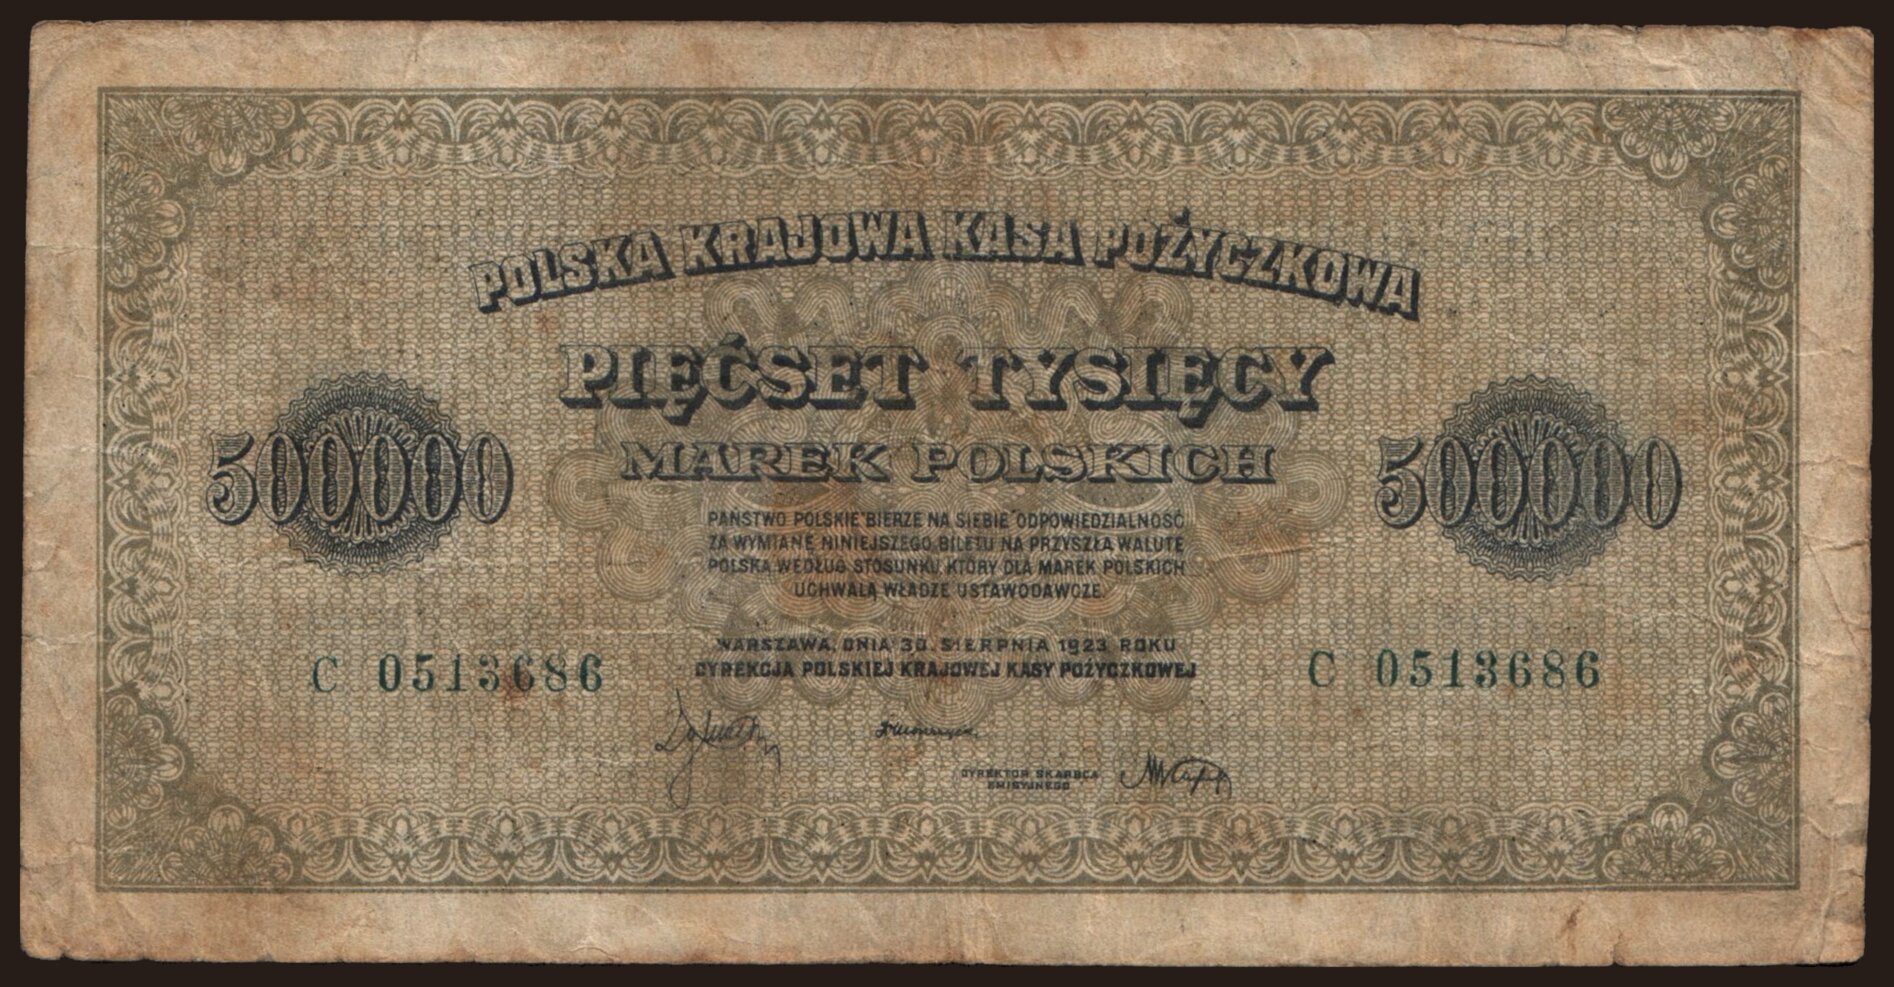 POLSKA KRAJOWA KASA POŻYCZKOWA
PIĘĆSET TYSIĘCY
MAREK POLSKICH
500000
500000
PAŃSTWO POLSKIE BIERZE NA SIEBIE ODPOWIEDZIALNOŚĆ
ZA WYMIANĘ NINIEJSZEGO BILETU NA PRZYSZŁĄ WALUTĘ
POLSKĄ WEDŁUG STOSUNKU, KTÓRY DLA MAREK POLSKICH
UCHWALĄ WŁADZE USTAWODAWCZE.
WARSZAWA, DNIA 30. SIERPNIA 1923 ROKU
DYREKCJA POLSKIEJ KRAJOWEJ KASY POŻYCZKOWEJ
C 0513686
C 0513686
DYREKTOR SKARBCA
EMISYJNEGO